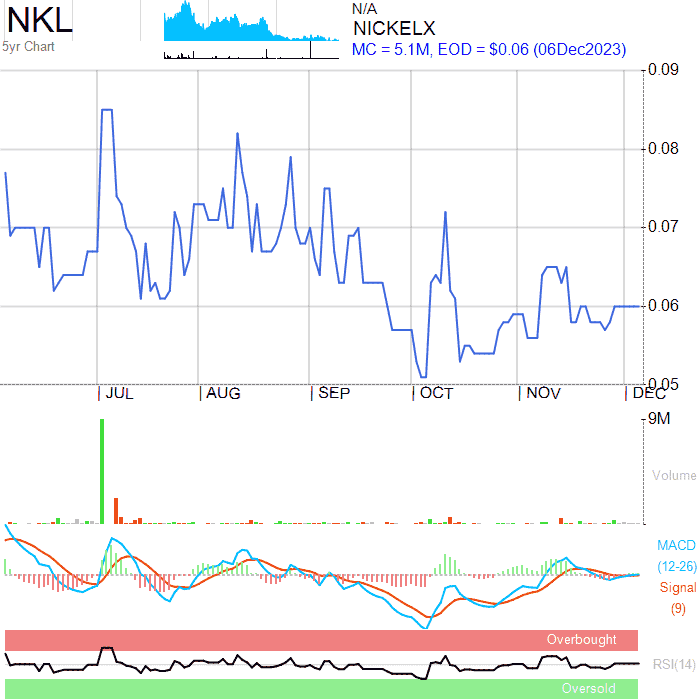 NKL
5yr Chart
N/A
NICKELX
MC = 5.1M, EOD = $0.06 (06Dec2023)
0.09
0.08
0.07
0.06
0.05
JUL AUG SEP OCT NOV DEC
9M
Volume
MACD
(12-26)
Signal
(9)
Overbought
RSI(14)
Oversold